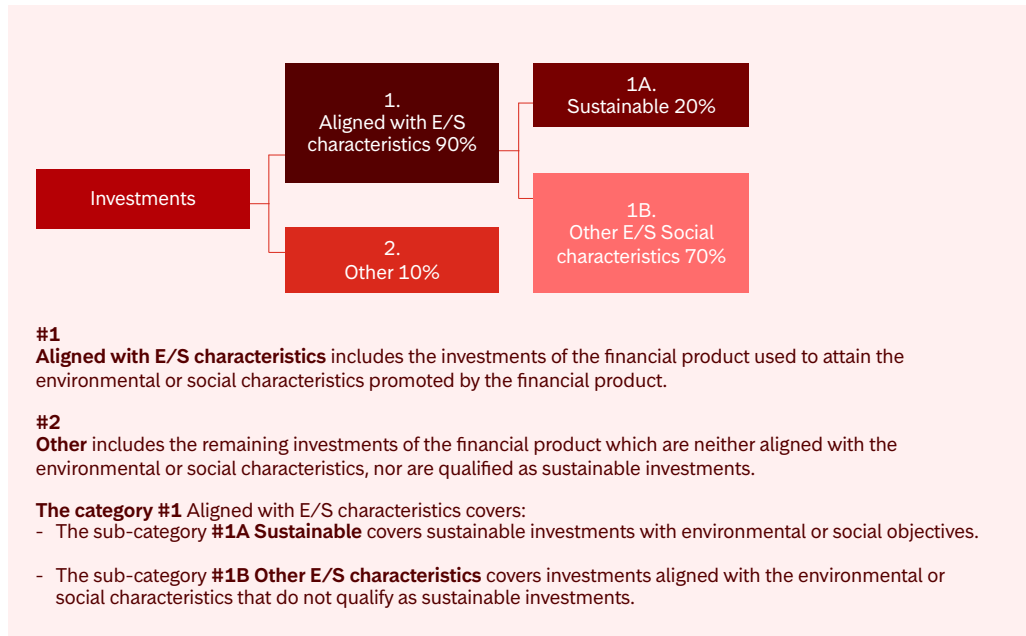 Investments
1.
Aligned with E/S
characteristics 90%
2.
Other 10%
1A.
Sustainable 20%
1B.
Other E/S Social
characteristics 70%
#1
Aligned with E/S characteristics includes the investments of the financial product used to attain the
environmental or social characteristics promoted by the financial product.
#2
Other includes the remaining investments of the financial product which are neither aligned with the
environmental or social characteristics, nor are qualified as sustainable investments.
The category #1 Aligned with E/S characteristics covers:
- The sub-category #1A Sustainable covers sustainable investments with environmental or social objectives.
- The sub-category #1B Other E/S characteristics covers investments aligned with the environmental or
social characteristics that do not qualify as sustainable investments.